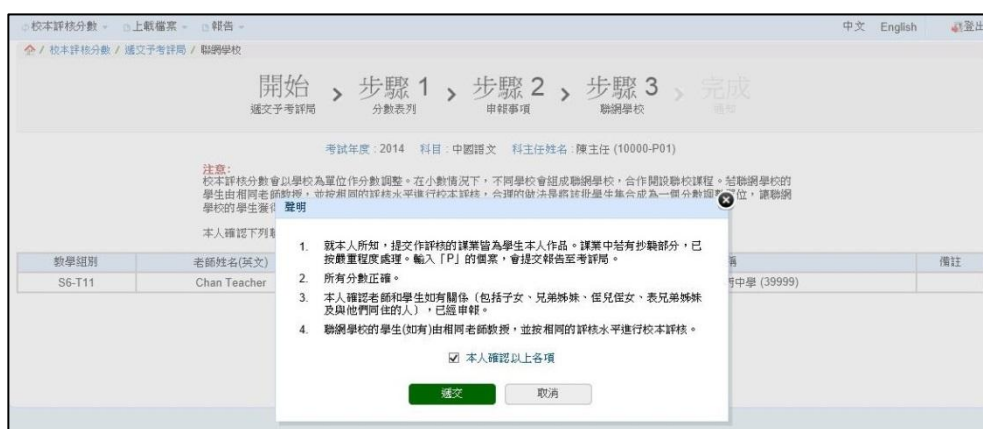 校本評核分數 上載檔案 報告 中文 English 登出
/ 校本評核分數 / 遞交予考評局 / 聯網學校
開始 > 步驟 1 > 步驟 2 > 步驟 3 > 完成
遞交予考評局 分數表列 申報事項 聯網學校
考試年度 : 2014 科目 : 中國語文 科主任姓名 : 陳主任 (10000-P01)
注意:
校本評核分數會以學校為單位作分數調整。在小數情況下，不同學校會組成聯網學校，合作開設聯校課程。若聯網學校的
學生由相同老師教授，並按相同的評核水平進行校本評核，合理的做法是將該批學生集合成為一個分數調整單位，讓聯網
學校的學生獲
本人確認下列
聲明
1. 就本人所知，提交作評核的課業皆為學生本人作品。課業中若有抄襲部分，已
按嚴重程度處理。輸入「P」的個案，會提交報告至考評局。
2. 所有分數正確。
3. 本人確認老師和學生如有關係（包括子女、兄弟姊妹、侄兒侄女、表兄弟姊妹
及與他們同住的人），已經申報。
4. 聯網學校的學生(如有)由相同老師教授，並按相同的評核水平進行校本評核。
本人確認以上各項
遞交 取消
教學組別 老師姓名(英文) 備註
S6-T11 Chan Teacher 中學 (39999)